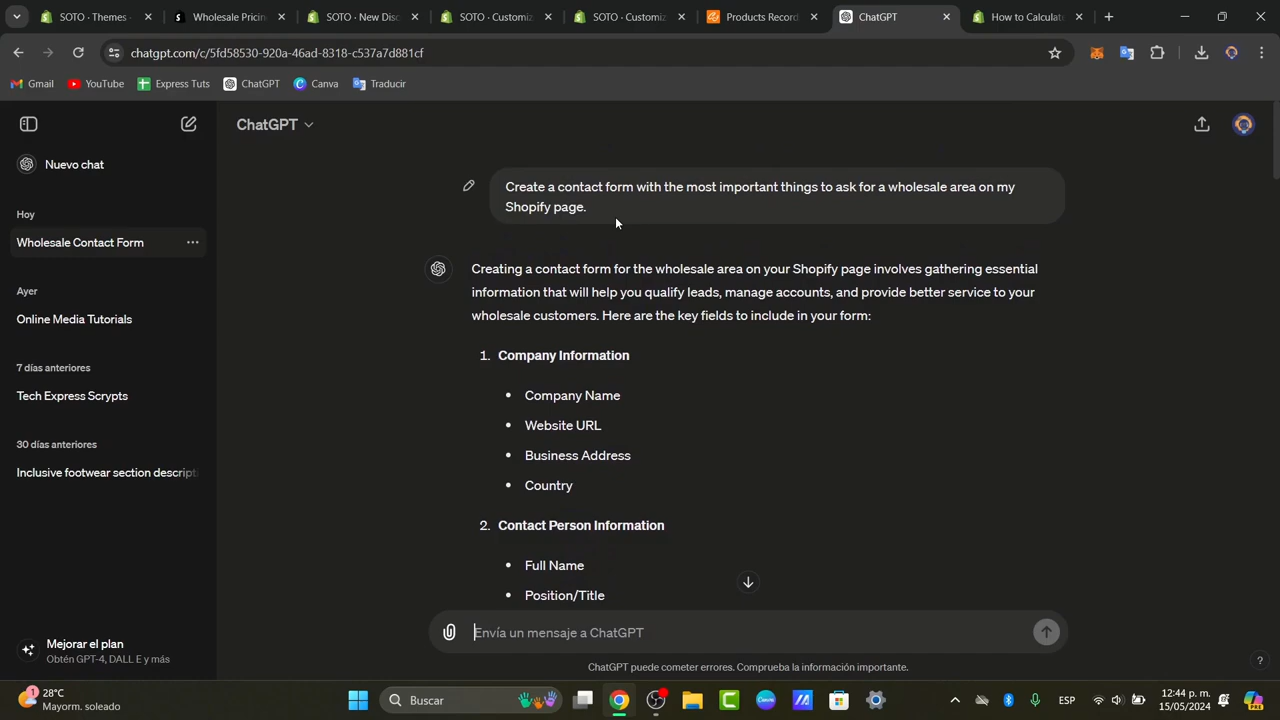 SOTO · Themes ·
Wholesale Pricin
SOTO · New Disc
SOTO · Customiz
SOTO · Customiz
Products Record
ChatGPT
How to Calculat
chatgpt.com/c/5fd58530-920a-46ad-8318-c537a7d881cf
Gmail
YouTube
Express Tuts
ChatGPT
Canva
Traducir
ChatGPT
Nuevo chat
Hoy
Wholesale Contact Form
Ayer
Online Media Tutorials
7 días anteriores
Tech Express Scrypts
30 días anteriores
Inclusive footwear section descripti
Mejorar el plan
Obtén GPT-4, DALL E y más
Create a contact form with the most important things to ask for a wholesale area on my
Shopify page.
Creating a contact form for the wholesale area on your Shopify page involves gathering essential
information that will help you qualify leads, manage accounts, and provide better service to your
wholesale customers. Here are the key fields to include in your form:
1. Company Information
• Company Name
• Website URL
• Business Address
• Country
2. Contact Person Information
• Full Name
• Position/Title
Envía un mensaje a ChatGPT
ChatGPT puede cometer errores. Comprueba la información importante.
?
1
28°C
Mayorm. soleado
Buscar
ESP
12:44 p. m.
15/05/2024